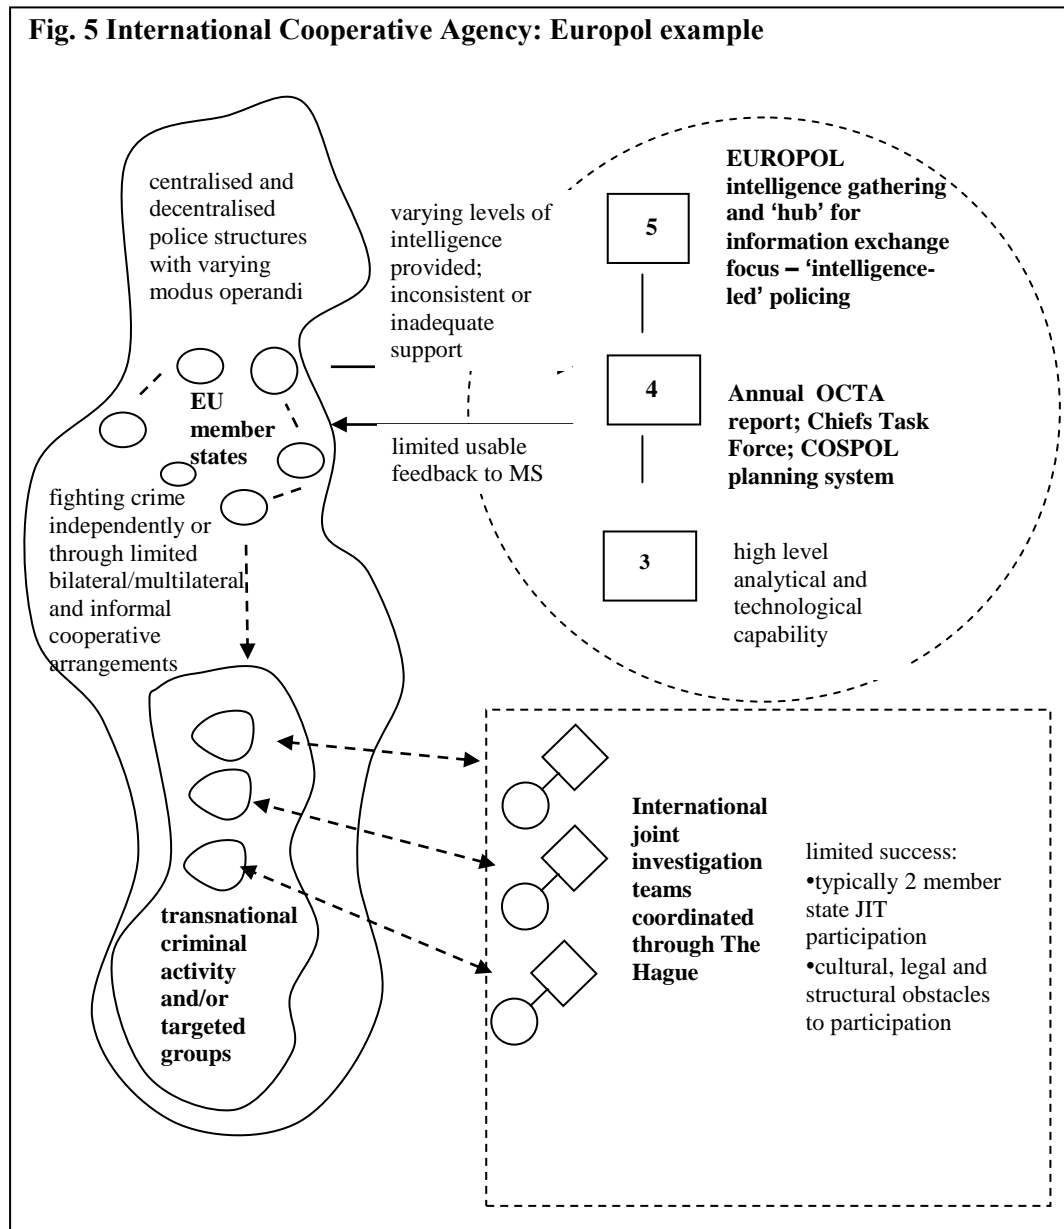 Fig. 5 International Cooperative Agency: Europol example
centralised and
decentralised
police structures
with varying
modus operandi
EU
member
states
fighting crime
independently or
through limited
bilateral/multilateral
and informal
cooperative
arrangements
transnational
criminal
activity
and/or
targeted
groups
varying levels of
intelligence
provided;
inconsistent or
inadequate
support
limited usable
feedback to MS
5
EUROPOL
intelligence gathering
and ‘hub’ for
information exchange
focus – ‘intelligence-
led’ policing
4
Annual OCTA
report; Chiefs Task
Force; COSPOL
planning system
3
high level
analytical and
technological
capability
International
joint
investigation
teams
coordinated
through The
Hague
limited success:
•typically 2 member
state JIT
participation
•cultural, legal and
structural obstacles
to participation